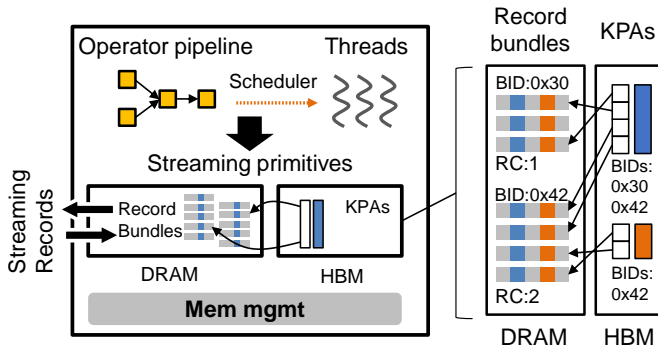 Operator pipeline
Threads
Scheduler
Streaming primitives
Streaming
Records
Record
Bundles
KPAs
DRAM
HBM
Mem mgmt
Record
bundles
KPAs
BID:0x30
RC:1
BIDs:
0x30
0x42
BID:0x42
RC:2
BIDs:
0x42
DRAM
HBM